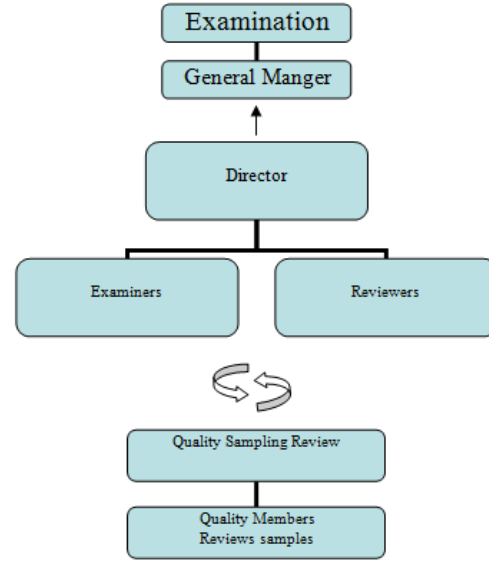 Examination
General Manger
Director
Examiners
Reviewers
Quality Sampling Review
Quality Members
Reviews samples